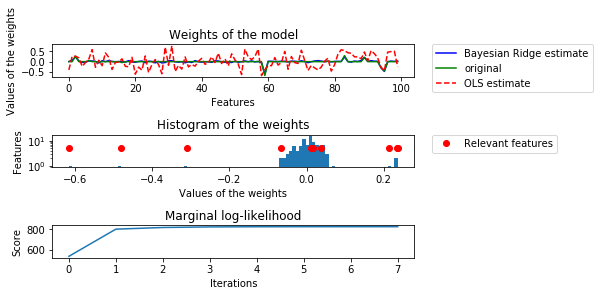 Weights of the model
Values of the weights
0.5
0.0
−0.5
0 20 40 60 80 100
Features
Bayesian Ridge estimate
original
OLS estimate
Histogram of the weights
Features
10¹
10⁰
−0.6 −0.4 −0.2 0.0 0.2
Values of the weights
Relevant features
Marginal log-likelihood
Score
800
600
0 1 2 3 4 5 6 7
Iterations